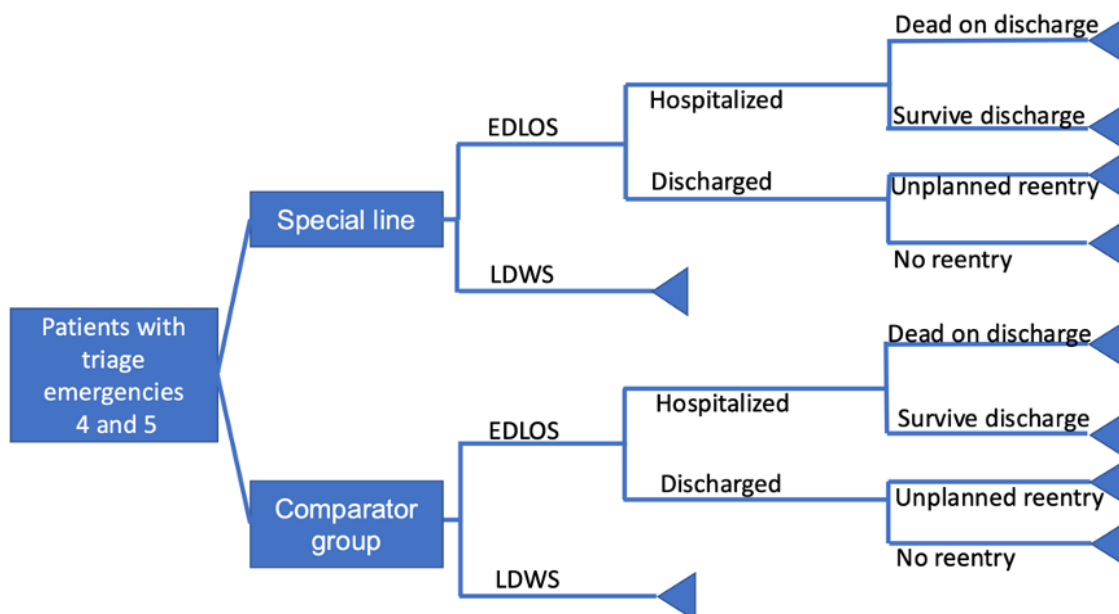 Dead on discharge
Hospitalized
Survive discharge
EDLOS
Discharged
Unplanned reentry
Special line
No reentry
LDWS
Patients with
triage
emergencies
4 and 5
Dead on discharge
Hospitalized
Survive discharge
EDLOS
Discharged
Unplanned reentry
Comparator
group
No reentry
LDWS